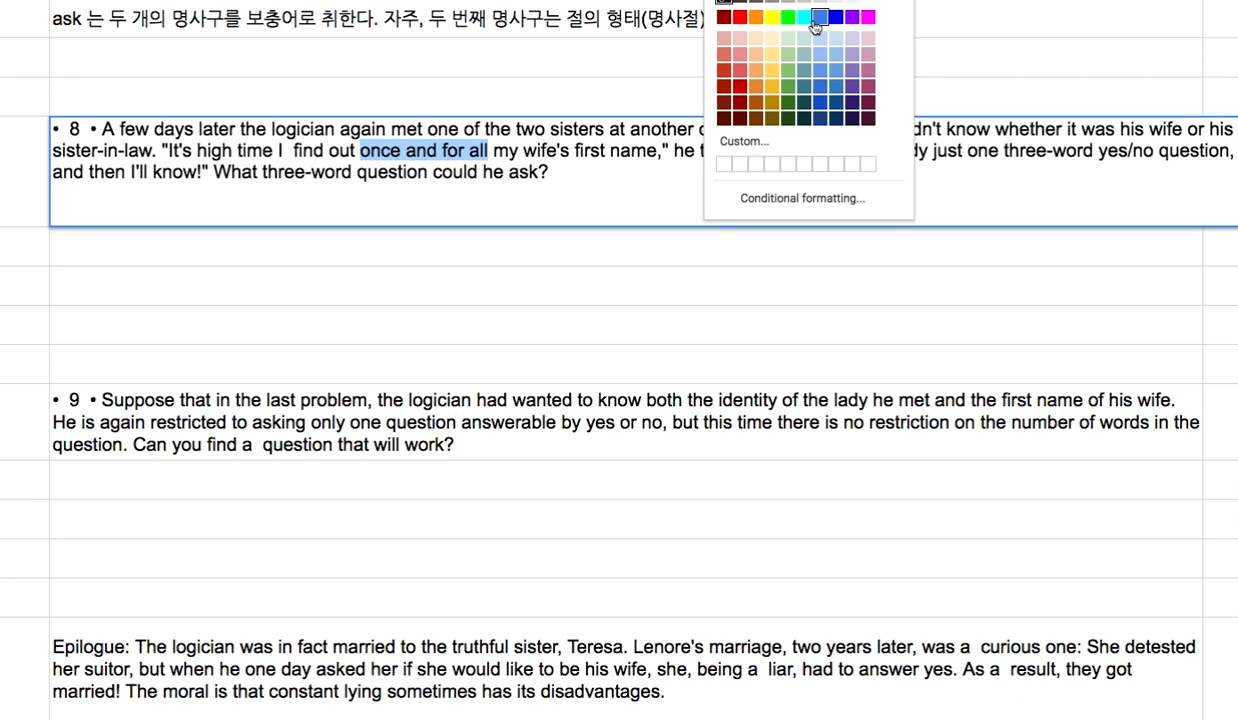 ask 는 두 개의 명사구를 보충어로 취한다. 자주, 두 번째 명사구는 절의 형태(명사절)
• 8 • A few days later the logician again met one of the two sisters at another dn't know whether it was his wife or his
sister-in-law. "It's high time I find out once and for all my wife's first name," he just one three-word yes/no question,
and then I'll know!" What three-word question could he ask?
Custom...
Conditional formatting...
• 9 • Suppose that in the last problem, the logician had wanted to know both the identity of the lady he met and the first name of his wife.
He is again restricted to asking only one question answerable by yes or no, but this time there is no restriction on the number of words in the
question. Can you find a question that will work?
Epilogue: The logician was in fact married to the truthful sister, Teresa. Lenore's marriage, two years later, was a curious one: She detested
her suitor, but when he one day asked her if she would like to be his wife, she, being a liar, had to answer yes. As a result, they got
married! The moral is that constant lying sometimes has its disadvantages.